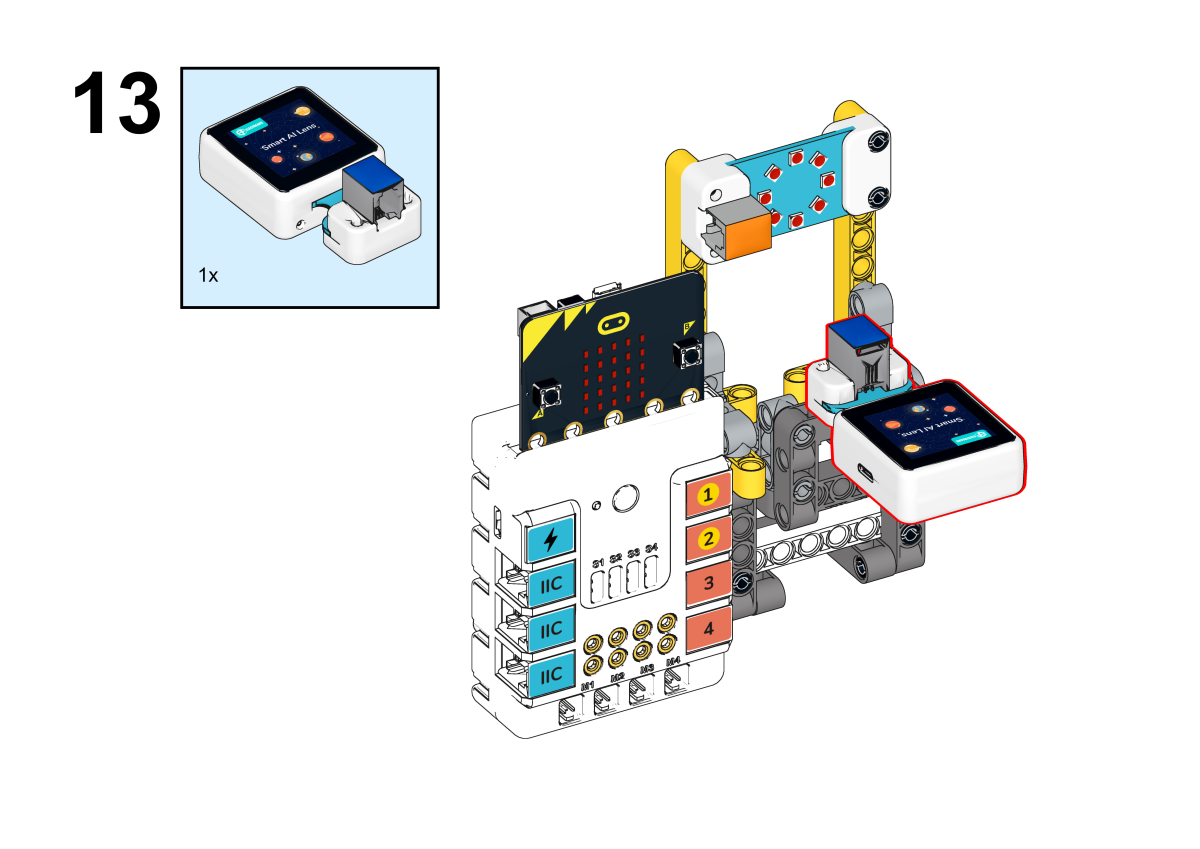 13
Smart AI Lens
1x
B
A
Smart AI Lens
1
2
3
4
S1 S2 S3 S4
IIC
IIC
IIC
M1 M2 M3 M4